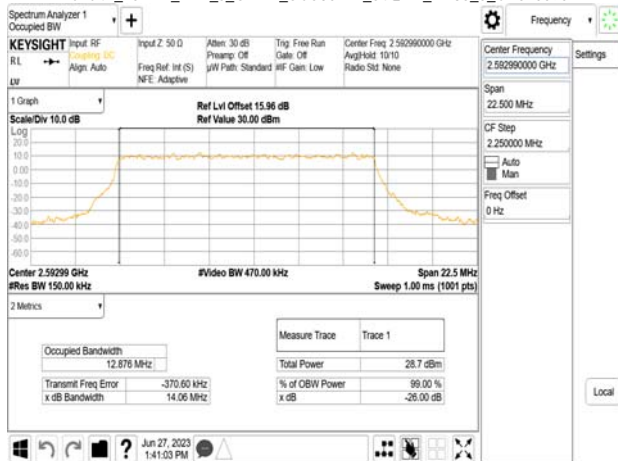 Spectrum Analyzer 1
Occupied BW
Frequency
KEYSIGHT
RL
Input: RF
Coupling: DC
Align: Auto
Input Z: 50 Ω
Freq Ref: Int (S)
NFE: Adaptive
Atten: 30 dB
Preamp: Off
µW Path: Standard
Trig: Free Run
Gate: Off
#IF Gain: Low
Center Freq: 2.592990000 GHz
Avg|Hold: 10/10
Radio Std: None
1 Graph
Scale/Div 10.0 dB
Ref Lvl Offset 15.96 dB
Ref Value 30.00 dBm
Log
20.0
10.0
0.00
-10.0
-20.0
-30.0
-40.0
-50.0
-60.0
Center 2.59299 GHz
#Res BW 150.00 kHz
#Video BW 470.00 kHz
Span 22.5 MHz
Sweep 1.00 ms (1001 pts)
2 Metrics
Measure Trace Trace 1
Occupied Bandwidth
12.876 MHz
Total Power 28.7 dBm
Transmit Freq Error -370.60 kHz
% of OBW Power 99.00 %
x dB Bandwidth 14.06 MHz
x dB -26.00 dB
Center Frequency
2.592990000 GHz
Settings
Span
22.500 MHz
CF Step
2.250000 MHz
Auto
Man
Freq Offset
0 Hz
Local
Jun 27, 2023
1:41:03 PM